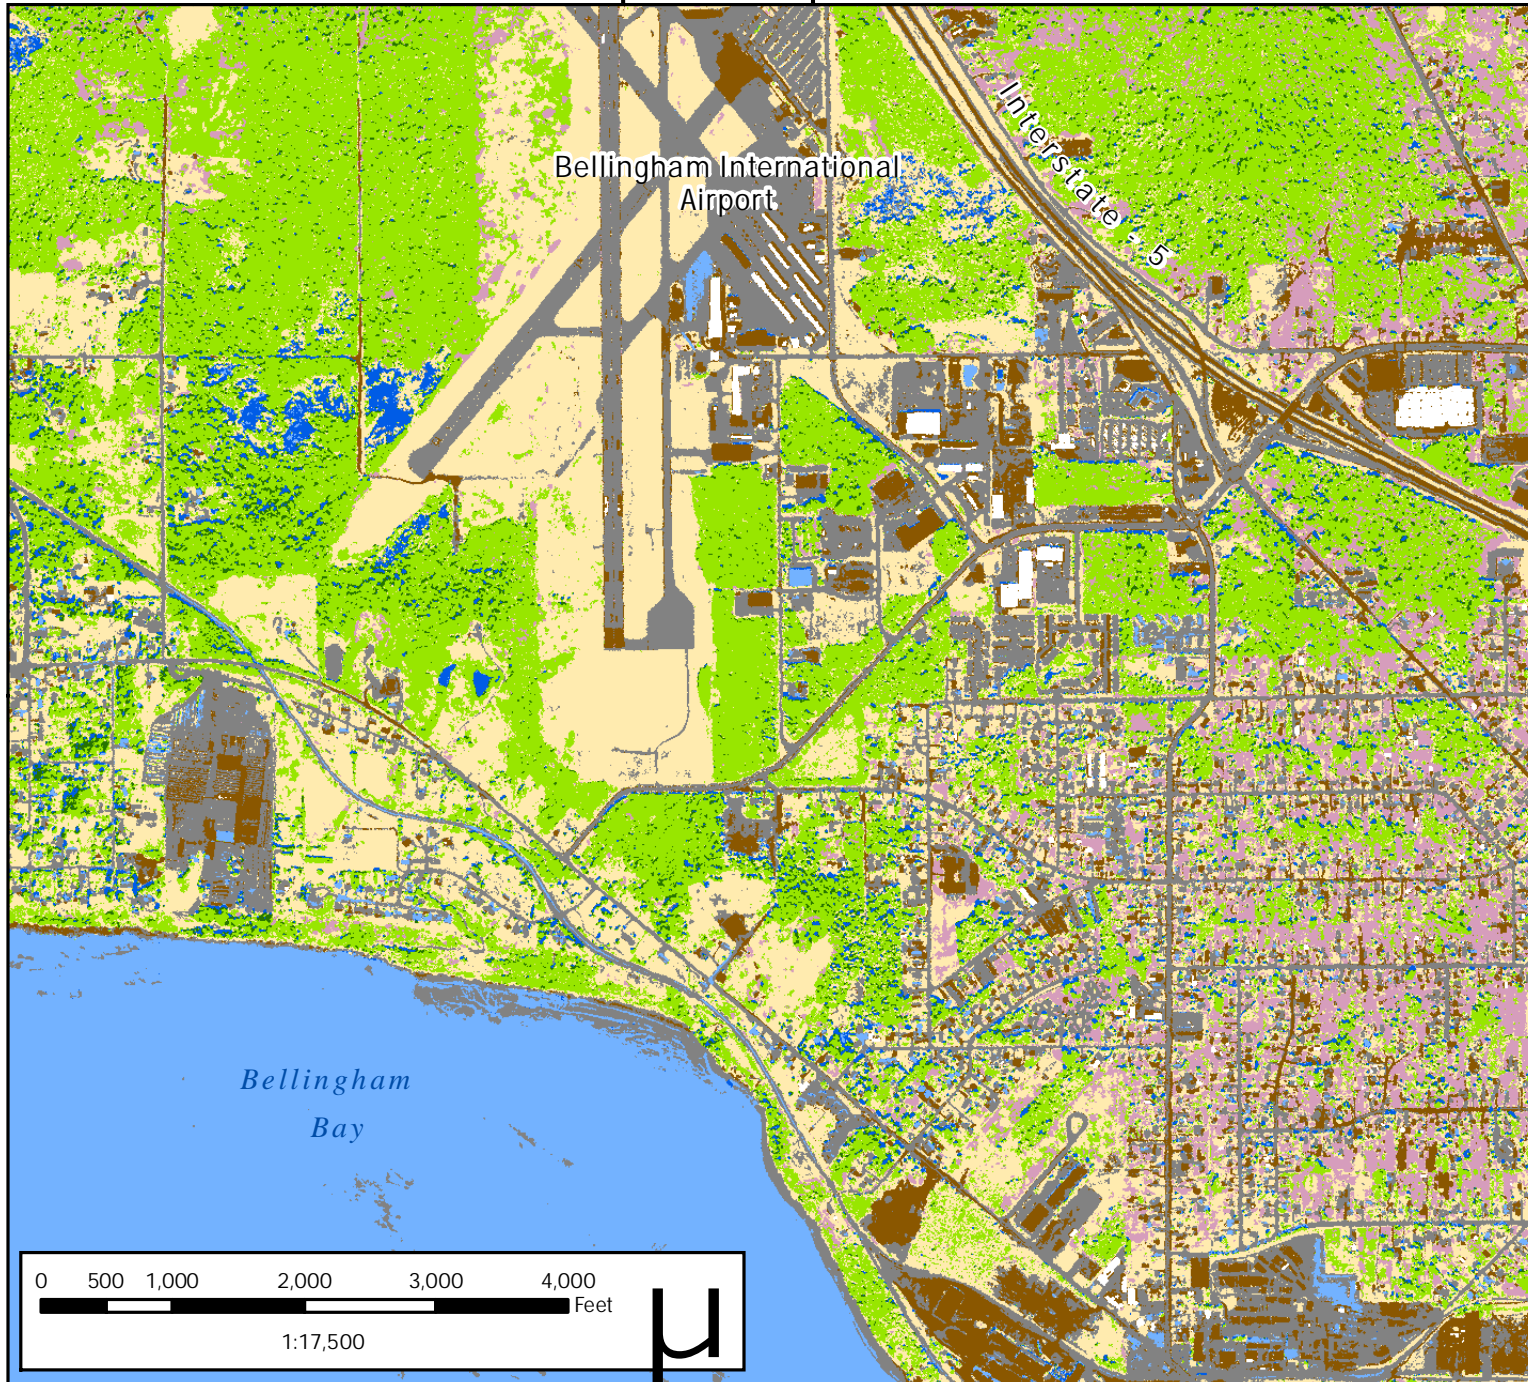 Bellingham International
Airport
Interstate - 5
Bellingham
Bay
0 500 1,000 2,000 3,000 4,000
Feet
1:17,500
µ